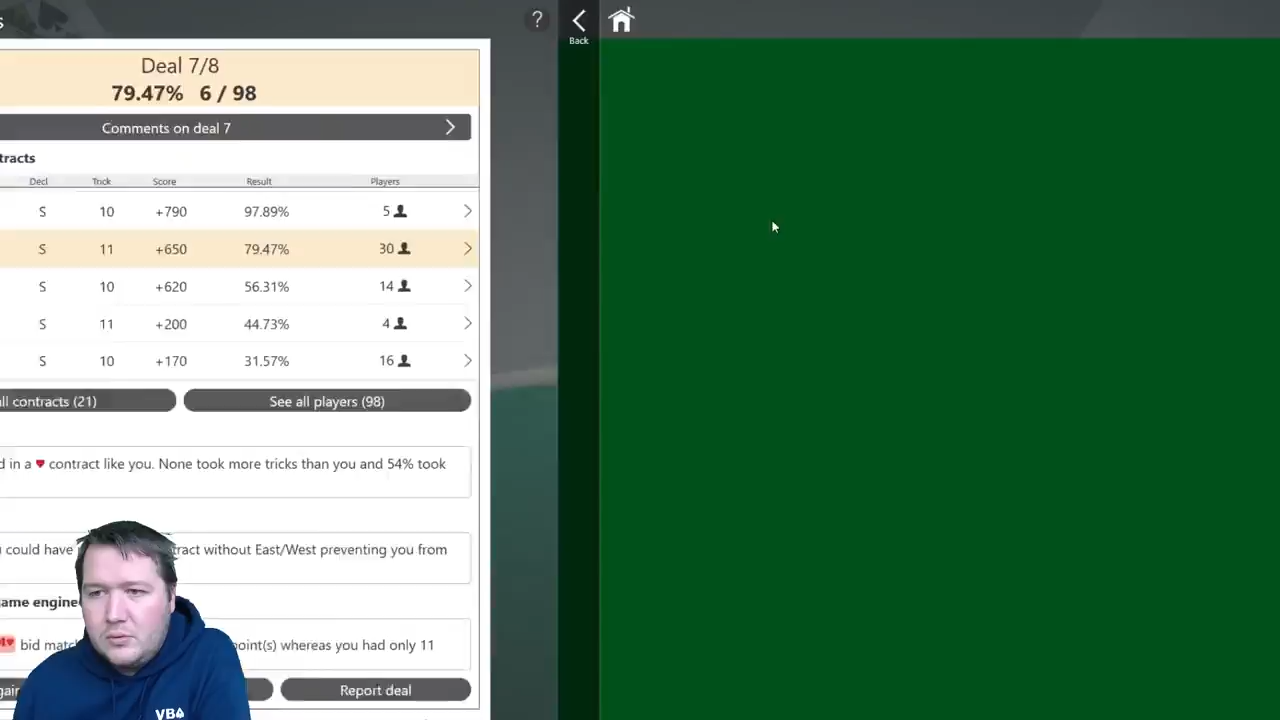 s
?
Back
Deal 7/8
79.47% 6 / 98
Comments on deal 7
tracts
Decl Trick Score Result Players
S 10 +790 97.89% 5
S 11 +650 79.47% 30
S 10 +620 56.31% 14
S 11 +200 44.73% 4
S 10 +170 31.57% 16
ll contracts (21) See all players (98)
d in a ♥ contract like you. None took more tricks than you and 54% took
could have tract without East/West preventing you from
ame engine
bid matc point(s) whereas you had only 11
gain Report deal
VB